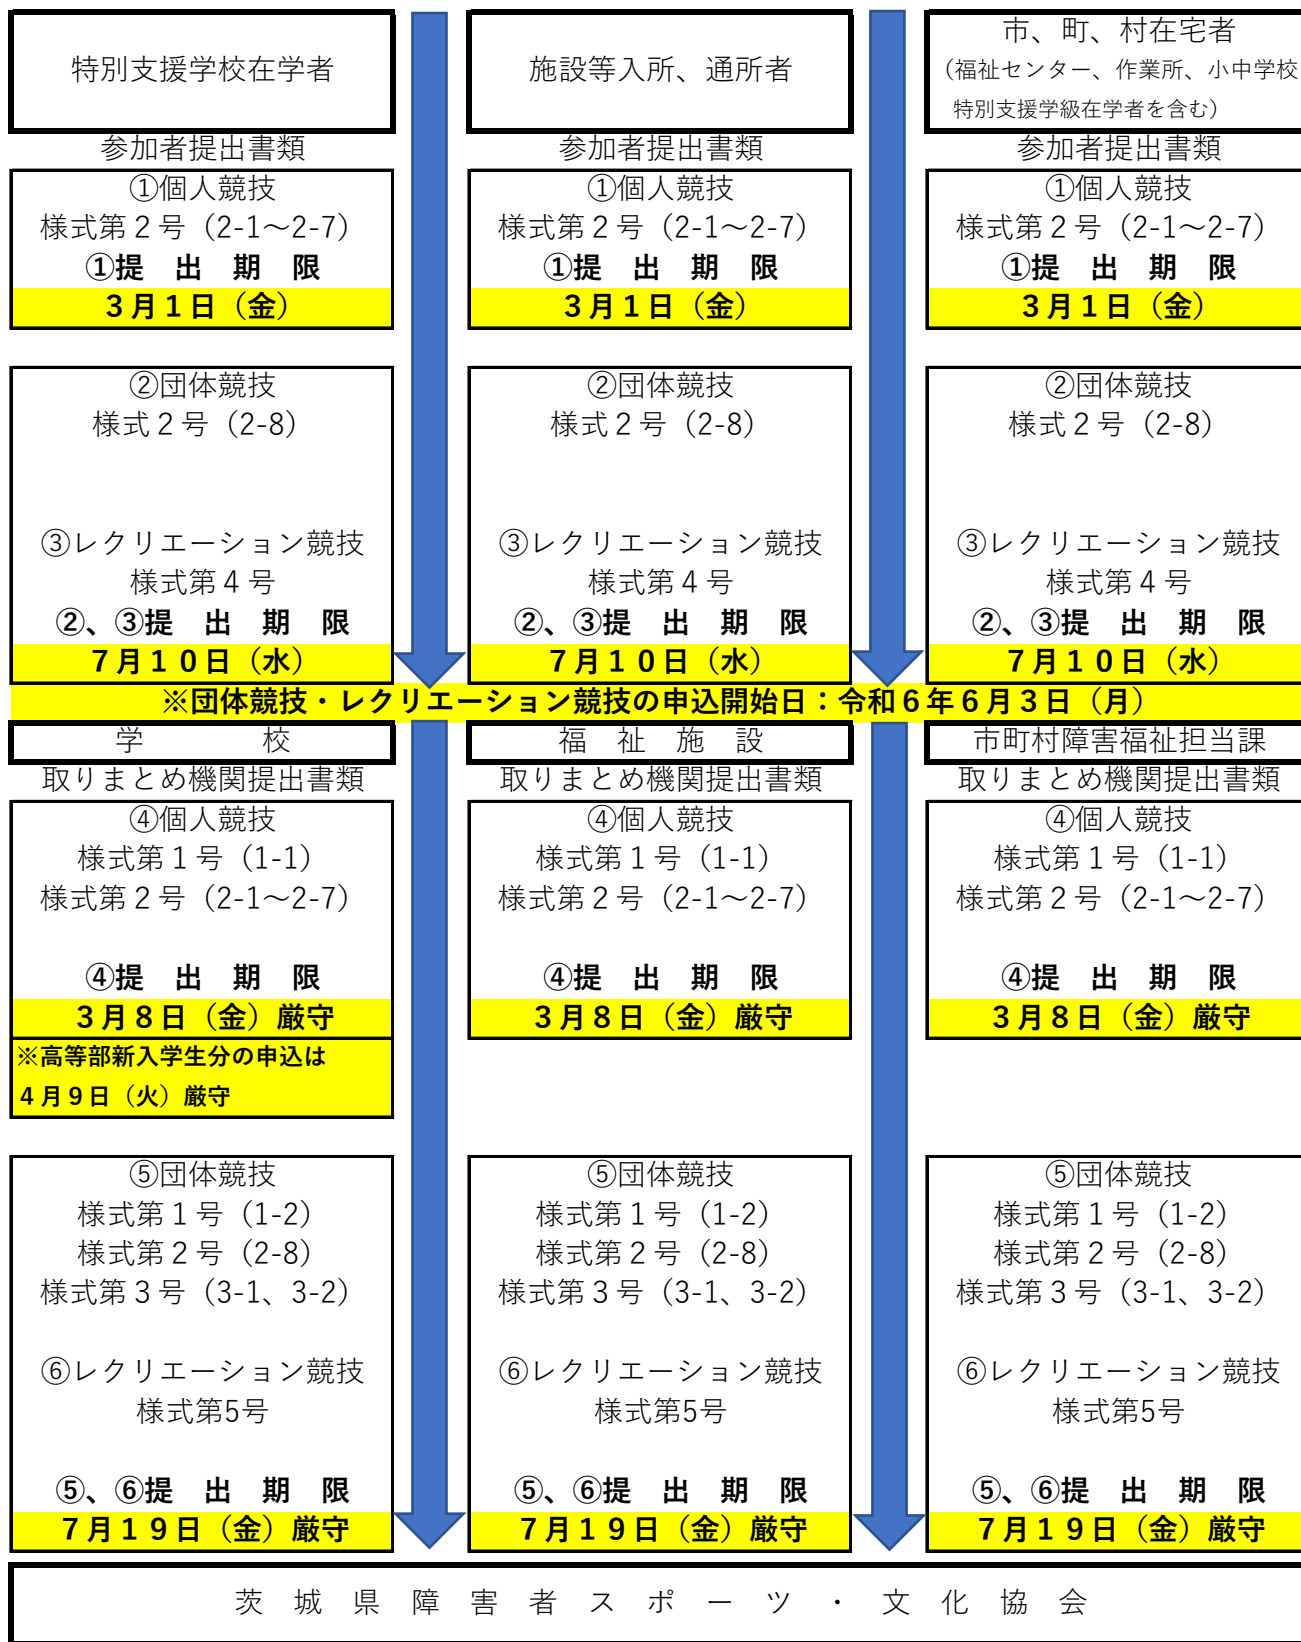 特別支援学校在学者
参加者提出書類
①個人競技
様式第２号（2-1～2-7）
①提　出　期　限
３月１日（金）
②団体競技
様式２号（2-8）
③レクリエーション競技
様式第４号
②、③提　出　期　限
７月１０日（水）
施設等入所、通所者
参加者提出書類
①個人競技
様式第２号（2-1～2-7）
①提　出　期　限
３月１日（金）
②団体競技
様式２号（2-8）
③レクリエーション競技
様式第４号
②、③提　出　期　限
７月１０日（水）
市、町、村在宅者
（福祉センター、作業所、小中学校
特別支援学級在学者を含む）
参加者提出書類
①個人競技
様式第２号（2-1～2-7）
①提　出　期　限
３月１日（金）
②団体競技
様式２号（2-8）
③レクリエーション競技
様式第４号
②、③提　出　期　限
７月１０日（水）
※団体競技・レクリエーション競技の申込開始日：令和６年６月３日（月）
学　　　　校
取りまとめ機関提出書類
④個人競技
様式第１号（1-1）
様式第２号（2-1～2-7）
④提　出　期　限
３月８日（金）厳守
※高等部新入学生分の申込は
４月９日（火）厳守
⑤団体競技
様式第１号（1-2）
様式第２号（2-8）
様式第３号（3-1、3-2）
⑥レクリエーション競技
様式第5号
⑤、⑥提　出　期　限
７月１９日（金）厳守
福　祉　施　設
取りまとめ機関提出書類
④個人競技
様式第１号（1-1）
様式第２号（2-1～2-7）
④提　出　期　限
３月８日（金）厳守
⑤団体競技
様式第１号（1-2）
様式第２号（2-8）
様式第３号（3-1、3-2）
⑥レクリエーション競技
様式第5号
⑤、⑥提　出　期　限
７月１９日（金）厳守
市町村障害福祉担当課
取りまとめ機関提出書類
④個人競技
様式第１号（1-1）
様式第２号（2-1～2-7）
④提　出　期　限
３月８日（金）厳守
⑤団体競技
様式第１号（1-2）
様式第２号（2-8）
様式第３号（3-1、3-2）
⑥レクリエーション競技
様式第5号
⑤、⑥提　出　期　限
７月１９日（金）厳守
茨　城　県　障　害　者　ス　ポ　ー　ツ　・　文　化　協　会